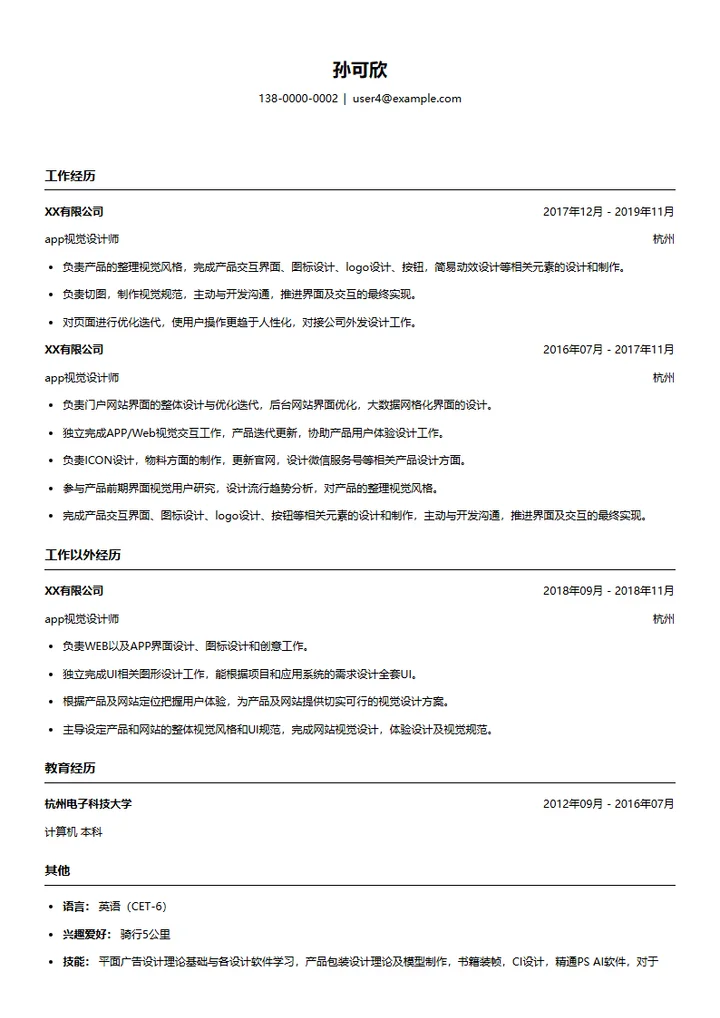 孙可欣
138-0000-0002 | user4@example.com
工作经历
XX有限公司 2017年12月 - 2019年11月
app视觉设计师 杭州
• 负责产品的整理视觉风格，完成产品交互界面、图标设计、logo设计、按钮，简易动效设计等相关元素的设计和制作。
• 负责切图，制作视觉规范，主动与开发沟通，推进界面及交互的最终实现。
• 对页面进行优化迭代，使用户操作更趋于人性化，对接公司外发设计工作。
XX有限公司 2016年07月 - 2017年11月
app视觉设计师 杭州
• 负责门户网站界面的整体设计与优化迭代，后台网站界面优化，大数据网格化界面的设计。
• 独立完成APP/Web视觉交互工作，产品迭代更新，协助产品用户体验设计工作。
• 负责ICON设计，物料方面的制作，更新官网，设计微信服务号等相关产品设计方面。
• 参与产品前期界面视觉用户研究，设计流行趋势分析，对产品的整理视觉风格。
• 完成产品交互界面、图标设计、logo设计、按钮等相关元素的设计和制作，主动与开发沟通，推进界面及交互的最终实现。
工作以外经历
XX有限公司 2018年09月 - 2018年11月
app视觉设计师 杭州
• 负责WEB以及APP界面设计、图标设计和创意工作。
• 独立完成UI相关图形设计工作，能根据项目和应用系统的需求设计全套UI。
• 根据产品及网站定位把握用户体验，为产品及网站提供切实可行的视觉设计方案。
• 主导设定产品和网站的整体视觉风格和UI规范，完成网站视觉设计，体验设计及视觉规范。
教育经历
杭州电子科技大学 2012年09月 - 2016年07月
计算机 本科
其他
• 语言： 英语（CET-6）
• 兴趣爱好： 骑行5公里
• 技能： 平面广告设计理论基础与各设计软件学习，产品包装设计理论及模型制作，书籍装帧，CI设计，精通PS AI软件，对于